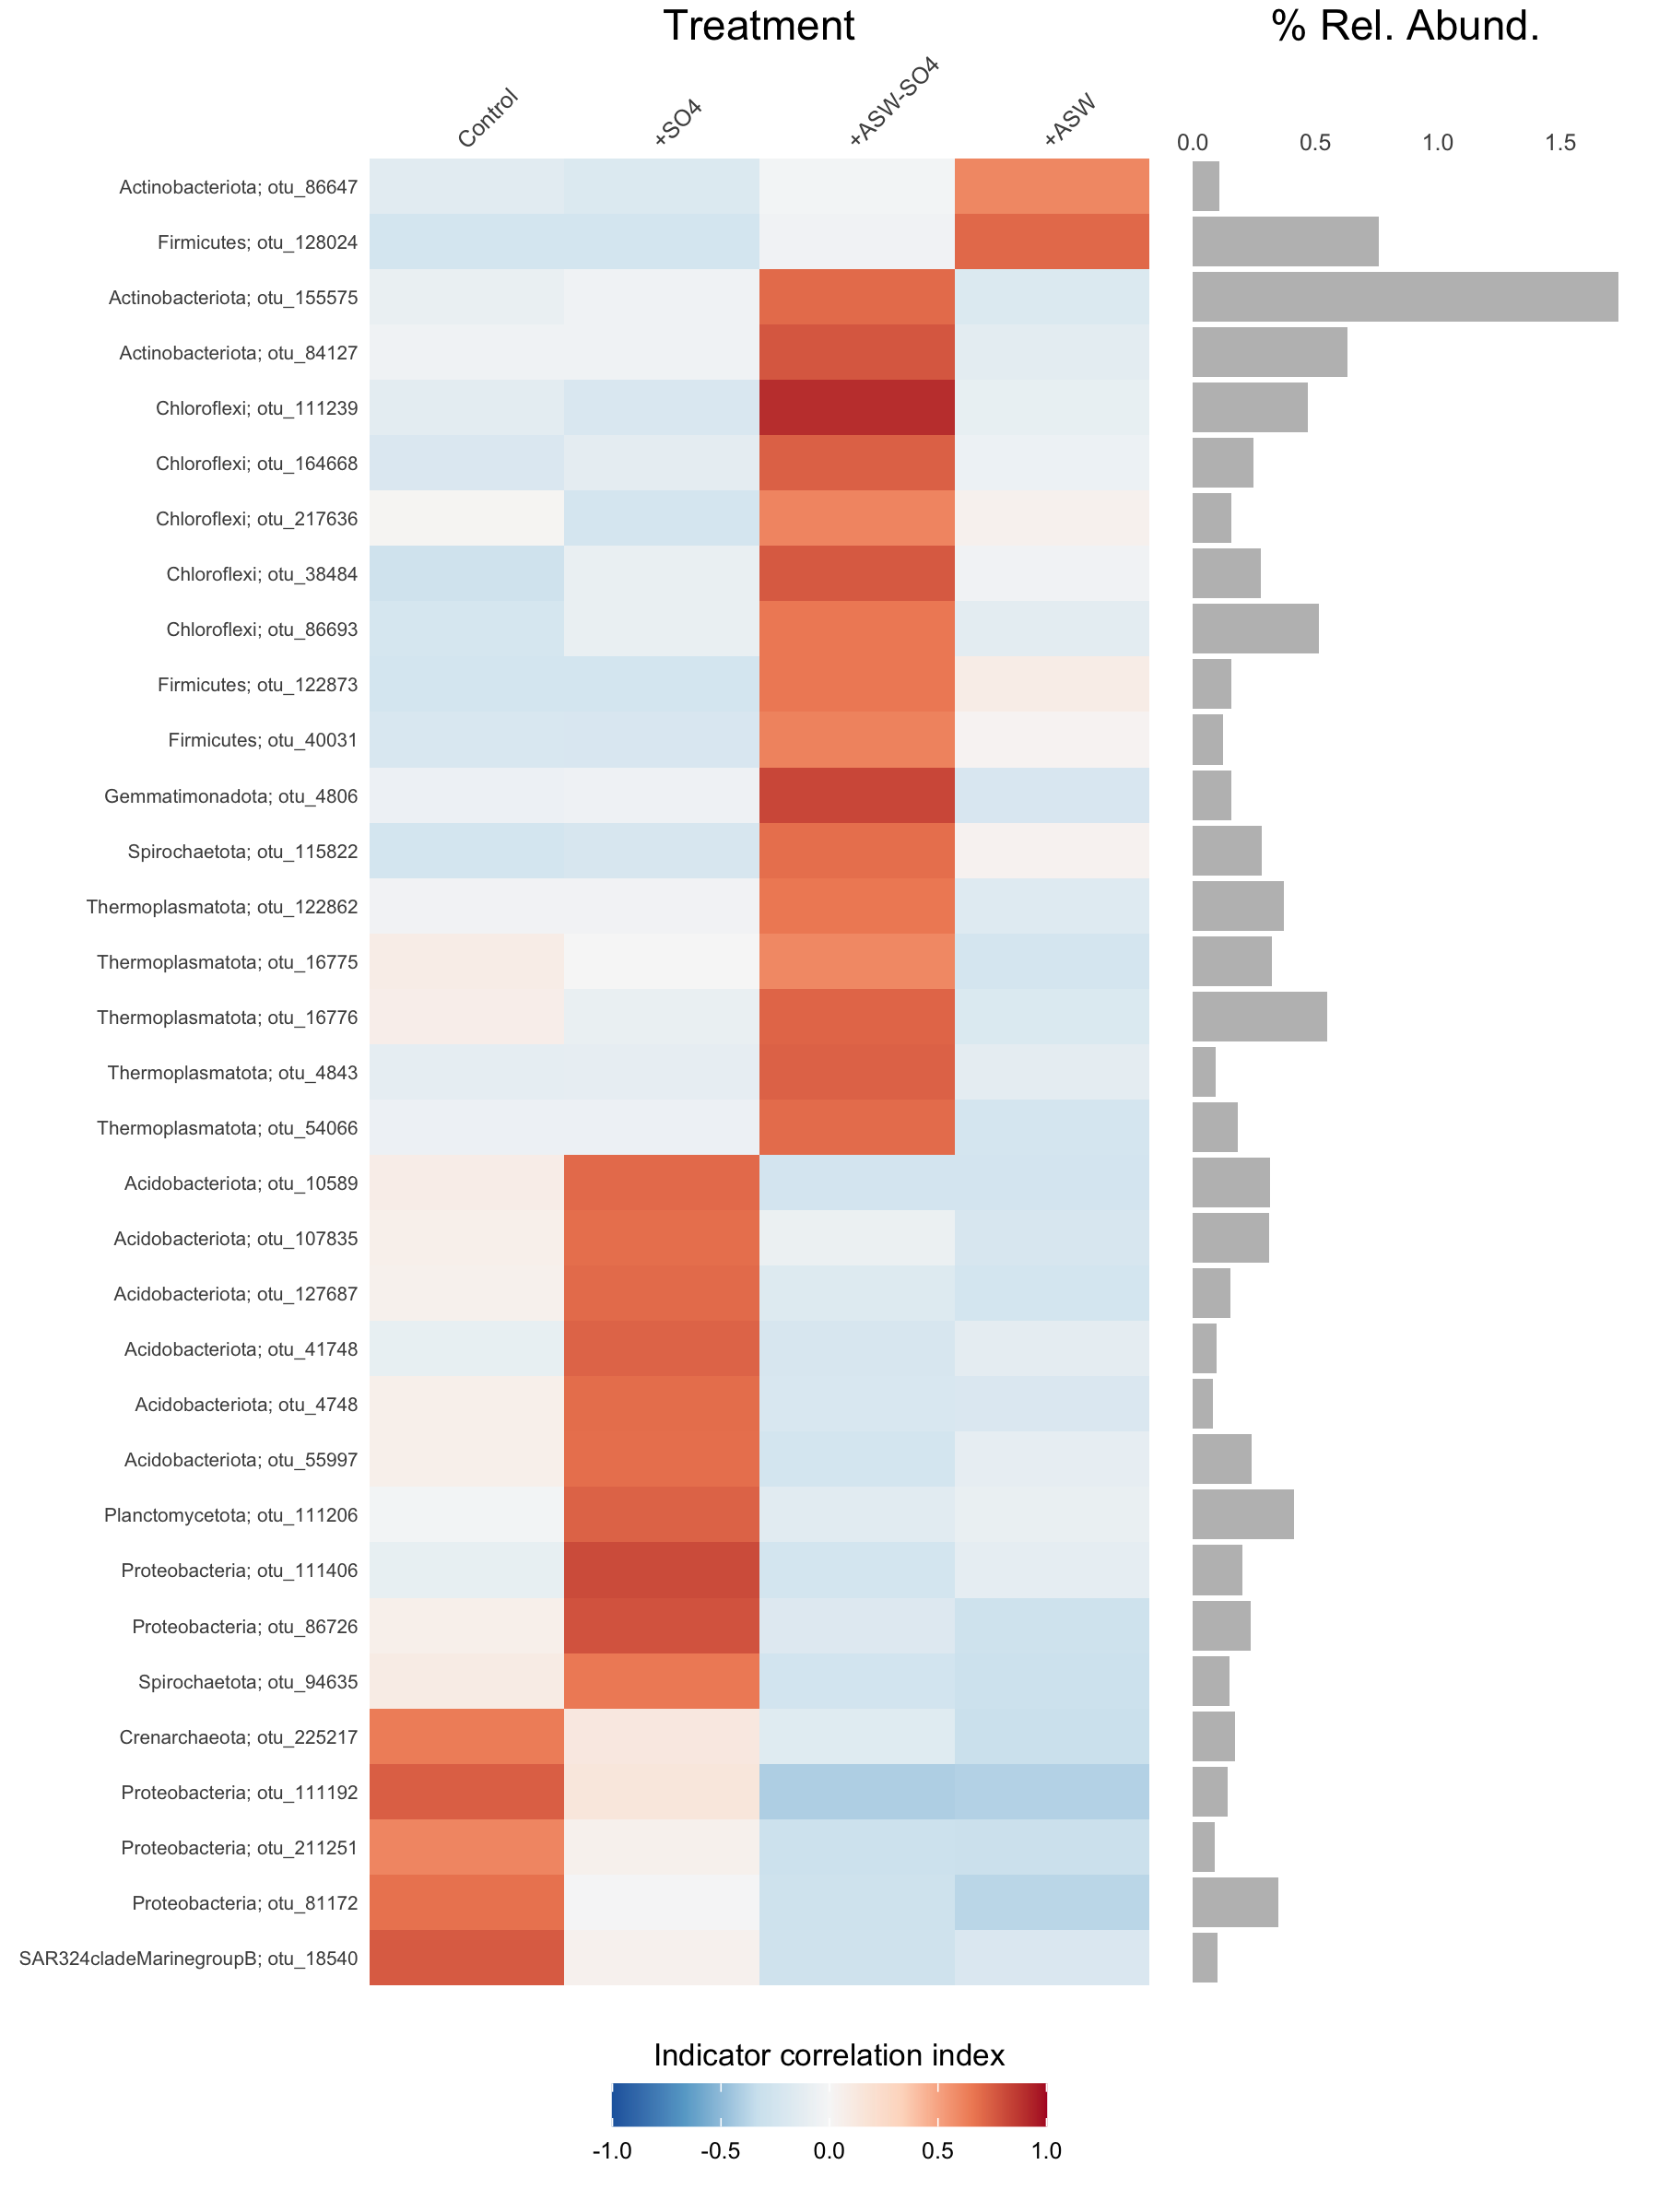 Treatment
% Rel. Abund.
Control
+SO4
+ASW-SO4
+ASW
0.0 0.5 1.0 1.5
Actinobacteriota; otu_86647
Firmicutes; otu_128024
Actinobacteriota; otu_155575
Actinobacteriota; otu_84127
Chloroflexi; otu_111239
Chloroflexi; otu_164668
Chloroflexi; otu_217636
Chloroflexi; otu_38484
Chloroflexi; otu_86693
Firmicutes; otu_122873
Firmicutes; otu_40031
Gemmatimonadota; otu_4806
Spirochaetota; otu_115822
Thermoplasmatota; otu_122862
Thermoplasmatota; otu_16775
Thermoplasmatota; otu_16776
Thermoplasmatota; otu_4843
Thermoplasmatota; otu_54066
Acidobacteriota; otu_10589
Acidobacteriota; otu_107835
Acidobacteriota; otu_127687
Acidobacteriota; otu_41748
Acidobacteriota; otu_4748
Acidobacteriota; otu_55997
Planctomycetota; otu_111206
Proteobacteria; otu_111406
Proteobacteria; otu_86726
Spirochaetota; otu_94635
Crenarchaeota; otu_225217
Proteobacteria; otu_111192
Proteobacteria; otu_211251
Proteobacteria; otu_81172
SAR324cladeMarinegroupB; otu_18540
Indicator correlation index
-1.0 -0.5 0.0 0.5 1.0